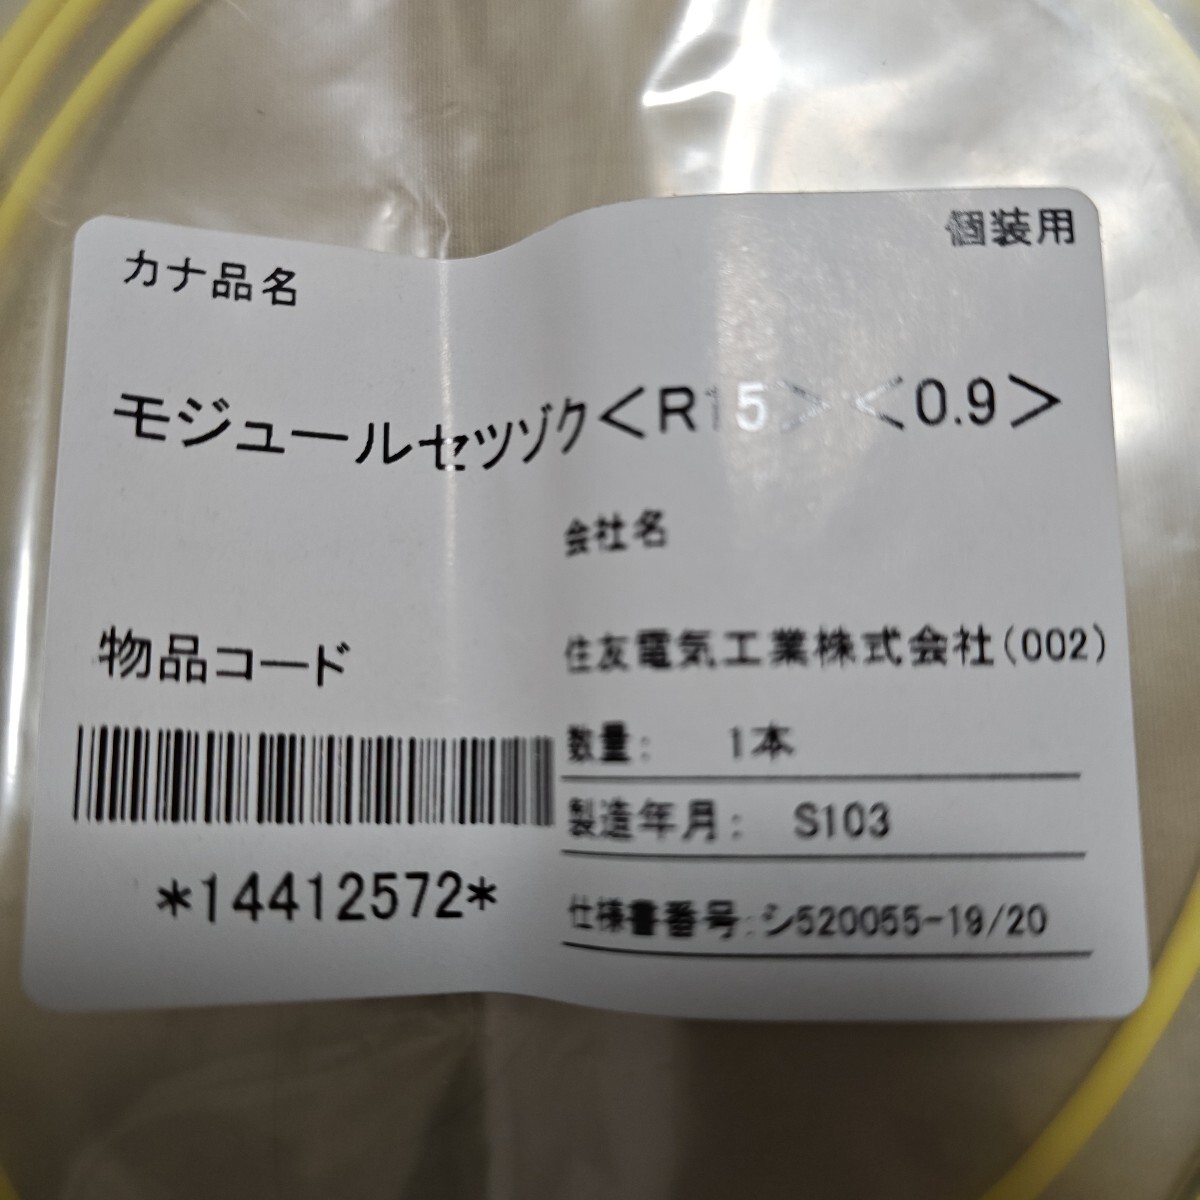 個装用
カナ品名
モジュールセツゾク＜R15＞ ＜0.9＞
会社名
住友電気工業株式会社(002)
物品コード
*14412572*
数量: 1本
製造年月: S103
仕様書番号:シ520055-19/20